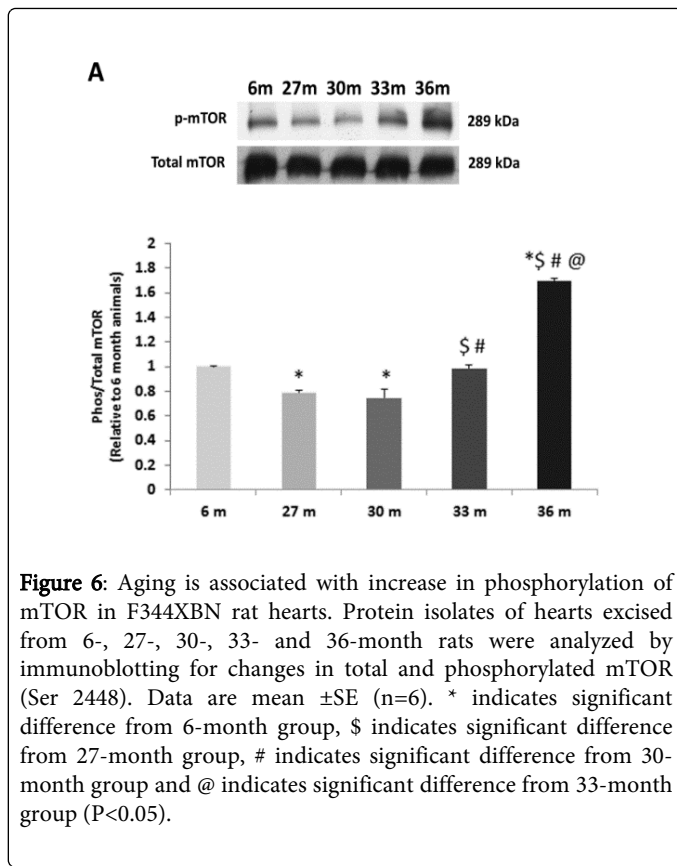 A
6m 27m 30m 33m 36m
p-mTOR 289 kDa
Total mTOR 289 kDa
Phos/Total mTOR
(Relative to 6 month animals)
2
1.8
1.6
1.4
1.2
1
0.8
0.6
0.4
0.2
0
*
*
$ #
*$ # @
6 m 27 m 30 m 33 m 36 m
Figure 6: Aging is associated with increase in phosphorylation of
mTOR in F344XBN rat hearts. Protein isolates of hearts excised
from 6-, 27-, 30-, 33- and 36-month rats were analyzed by
immunoblotting for changes in total and phosphorylated mTOR
(Ser 2448). Data are mean ±SE (n=6). * indicates significant
difference from 6-month group, $ indicates significant difference
from 27-month group, # indicates significant difference from 30-
month group and @ indicates significant difference from 33-month
group (P<0.05).